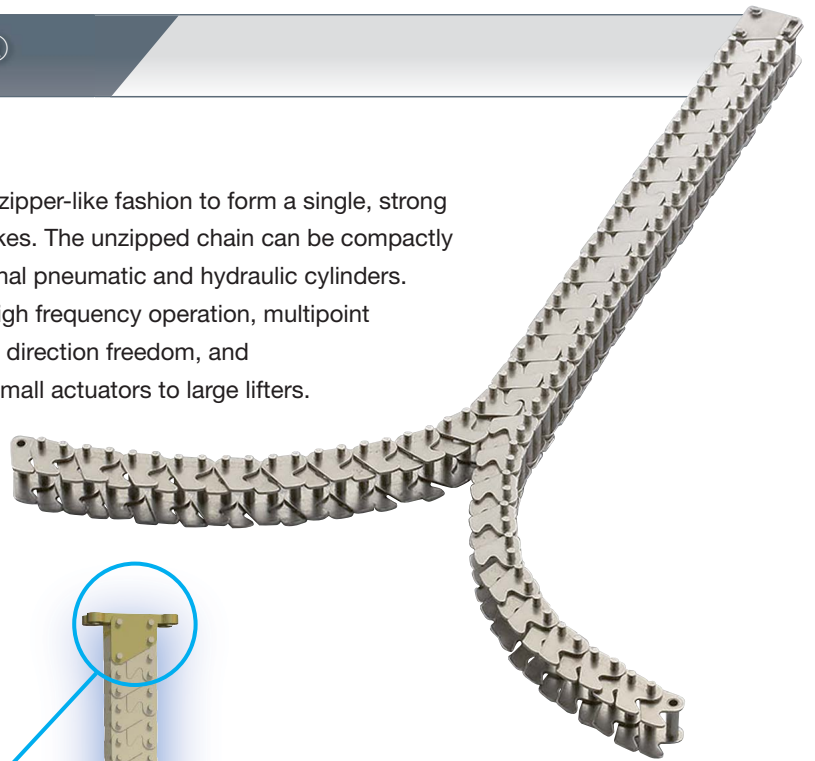 zipper-like fashion to form a single, strong
kes. The unzipped chain can be compactly
nal pneumatic and hydraulic cylinders.
igh frequency operation, multipoint
direction freedom, and
mall actuators to large lifters.